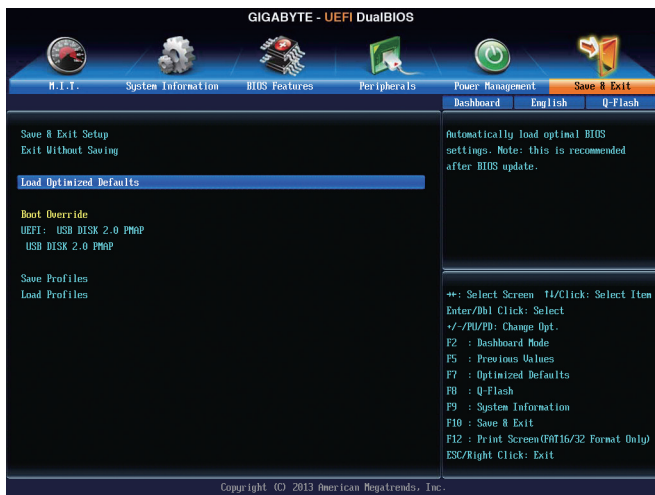 GIGABYTE - UEFI DualBIOS
M.I.T. System Information BIOS Features Peripherals Power Management Save & Exit
Dashboard English Q-Flash
Save & Exit Setup
Exit Without Saving
Load Optimized Defaults
Boot Override
UEFI: USB DISK 2.0 PMAP
USB DISK 2.0 PMAP
Save Profiles
Load Profiles
Automatically load optimal BIOS
settings. Note: this is recommended
after BIOS update.
→←: Select Screen ↑↓/Click: Select Item
Enter/Dbl Click: Select
+/-/PU/PD: Change Opt.
F2 : Dashboard Mode
F5 : Previous Values
F7 : Optimized Defaults
F8 : Q-Flash
F9 : System Information
F10 : Save & Exit
F12 : Print Screen(FAT16/32 Format Only)
ESC/Right Click: Exit
Copyright (C) 2013 American Megatrends, Inc.